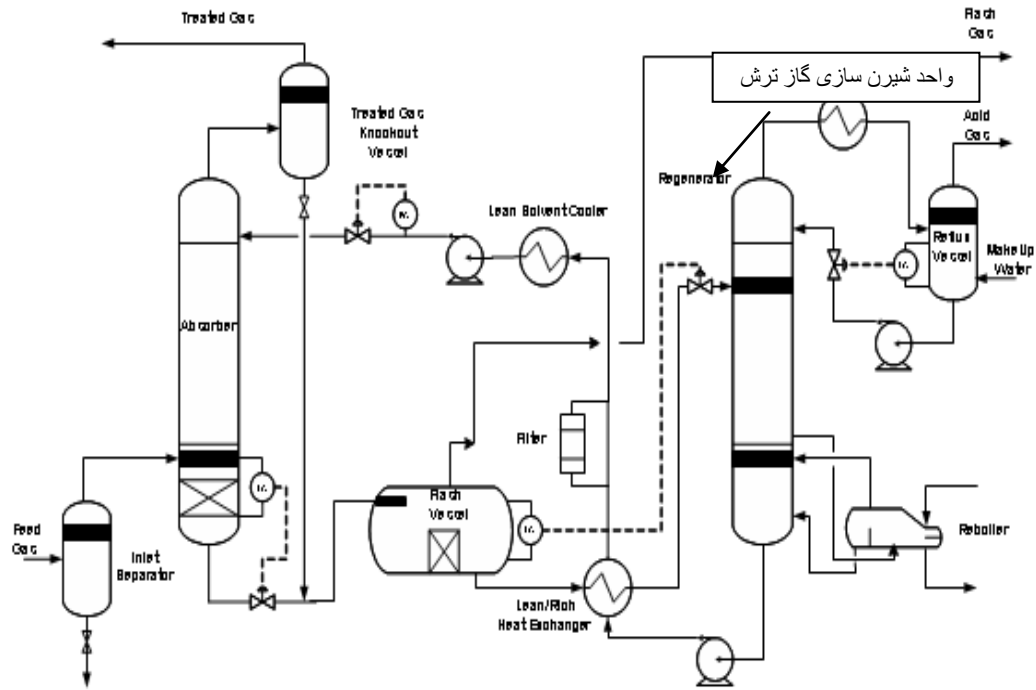 Treated Gas
Flash
Gas
واحد شیرن سازی گاز ترش
Acid
Gas
Treated Gas
Knockout
Vessel
Regenerator
Lean Solvent Cooler
Reflux
Vessel
Make Up
Water
Absorber
Filter
Flash
Vessel
Feed
Gas
Inlet
Separator
Reboiler
Lean/Rich
Heat Exchanger